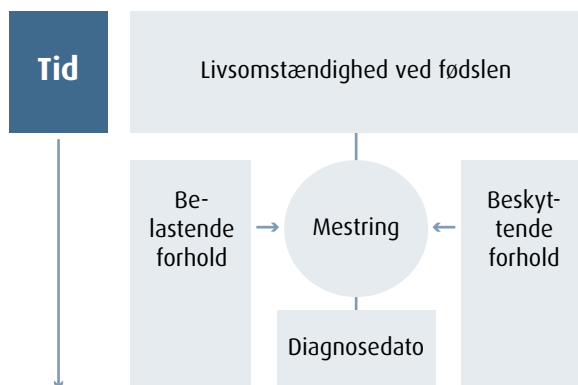 Tid
Livsomstændighed ved fødslen
Be-
lastende
forhold
Mestring
Beskyt-
tende
forhold
Diagnosedato